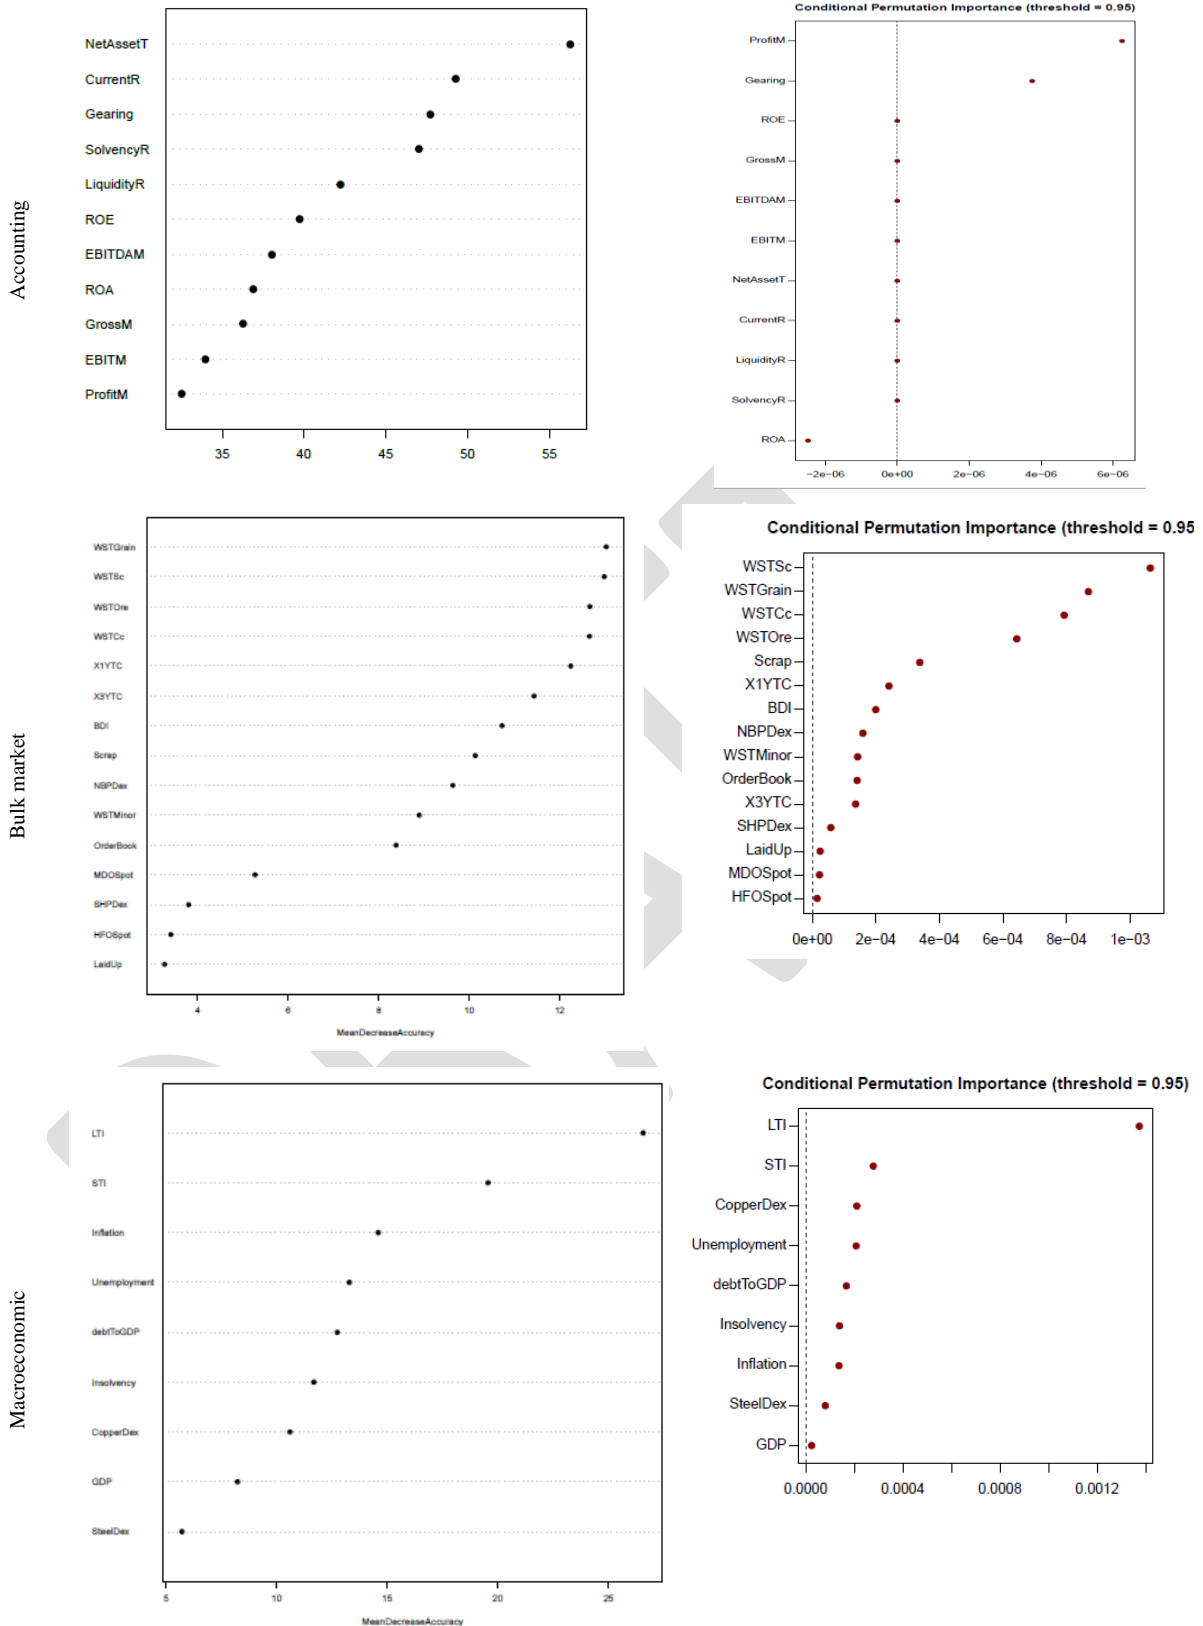 Accounting
NetAssetT
CurrentR
Gearing
SolvencyR
LiquidityR
ROE
EBITDAM
ROA
GrossM
EBITM
ProfitM
35 40 45 50 55
Conditional Permutation Importance (threshold = 0.95)
ProfitM
Gearing
ROE
GrossM
EBITDAM
EBITM
NetAssetT
CurrentR
LiquidityR
SolvencyR
ROA
−2e−06 0e+00 2e−06 4e−06 6e−06
Bulk market
WSTGrain
WSTSc
WSTOre
WSTCc
X1YTC
X3YTC
BDI
Scrap
NBPDex
WSTMinor
OrderBook
MDOSpot
SHPDex
HFOSpot
LaidUp
4 6 8 10 12
MeanDecreaseAccuracy
Conditional Permutation Importance (threshold = 0.95
WSTSc
WSTGrain
WSTCc
WSTOre
Scrap
X1YTC
BDI
NBPDex
WSTMinor
OrderBook
X3YTC
SHPDex
LaidUp
MDOSpot
HFOSpot
0e+00 2e−04 4e−04 6e−04 8e−04 1e−03
Macroeconomic
LTI
STI
Inflation
Unemployment
debtToGDP
Insolvency
CopperDex
GDP
SteelDex
5 10 15 20 25
MeanDecreaseAccuracy
Conditional Permutation Importance (threshold = 0.95)
LTI
STI
CopperDex
Unemployment
debtToGDP
Insolvency
Inflation
SteelDex
GDP
0.0000 0.0004 0.0008 0.0012